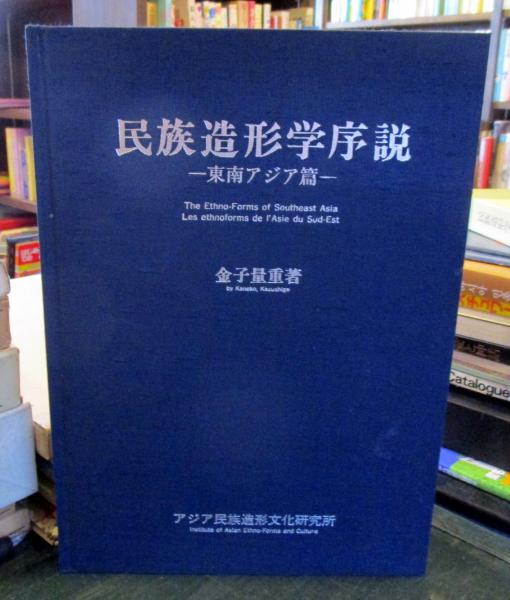 民族造形学序説
―東南アジア篇―
The Ethno-Forms of Southeast Asia
Les ethnoforms de l'Asie du Sud-Est
金子量重著
by Kaneko, Kazushige
アジア民族造形文化研究所
Institute of Asian Ethno-Forms and Culture
Catalogue